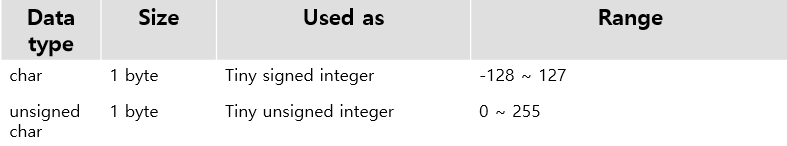 Data type Size Used as Range
char 1 byte Tiny signed integer -128 ~ 127
unsigned char 1 byte Tiny unsigned integer 0 ~ 255